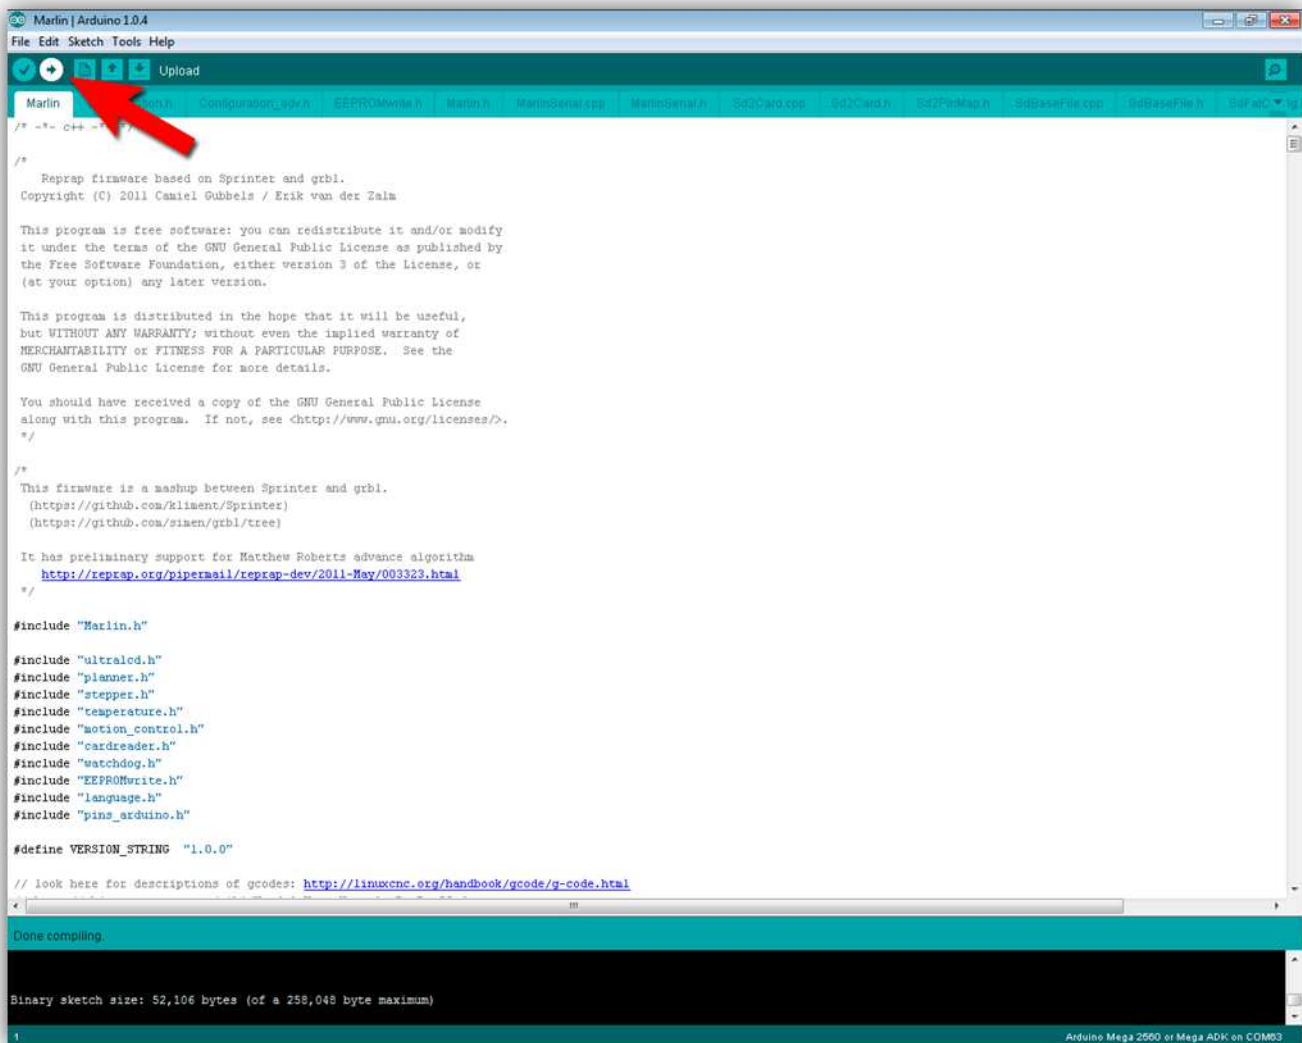 Marlin | Arduino 1.0.4
File Edit Sketch Tools Help
Upload
Marlin Configuration_adv.h EEPROMwrite.h Marlin.h MarlinSerial.cpp MarlinSerial.h Sd2Card.cpp Sd2Card.h Sd2PinMap.h SdBaseFile.cpp SdBaseFile.h
/* -*- c++ -*- */
/*
Reprap firmware based on Sprinter and grbl.
Copyright (C) 2011 Camiel Gubbels / Erik van der Zalm
This program is free software: you can redistribute it and/or modify
it under the terms of the GNU General Public License as published by
the Free Software Foundation, either version 3 of the License, or
(at your option) any later version.
This program is distributed in the hope that it will be useful,
but WITHOUT ANY WARRANTY; without even the implied warranty of
MERCHANTABILITY or FITNESS FOR A PARTICULAR PURPOSE.  See the
GNU General Public License for more details.
You should have received a copy of the GNU General Public License
along with this program.  If not, see <http://www.gnu.org/licenses/>.
*/
/*
This firmware is a mashup between Sprinter and grbl.
(https://github.com/kliment/Sprinter)
(https://github.com/simen/grbl/tree)
It has preliminary support for Matthew Roberts advance algorithm
http://reprap.org/pipermail/reprap-dev/2011-May/003323.html
*/
#include "Marlin.h"
#include "ultralcd.h"
#include "planner.h"
#include "stepper.h"
#include "temperature.h"
#include "motion_control.h"
#include "cardreader.h"
#include "watchdog.h"
#include "EEPROMwrite.h"
#include "language.h"
#include "pins_arduino.h"
#define VERSION_STRING  "1.0.0"
// look here for descriptions of gcodes: http://linuxcnc.org/handbook/gcode/g-code.html
Done compiling.
Binary sketch size: 52,106 bytes (of a 258,048 byte maximum)
1
Arduino Mega 2560 or Mega ADK on COM63